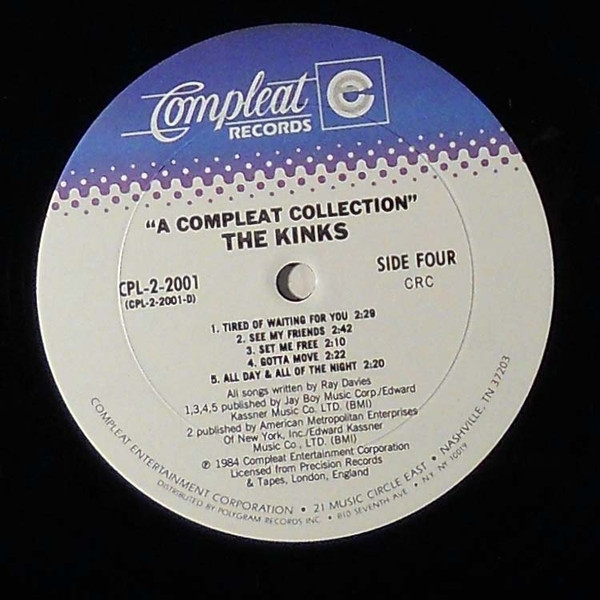 Compleat
RECORDS
"A COMPLEAT COLLECTION"
THE KINKS
CPL-2-2001
(CPL-2-2001-D)
SIDE FOUR
CRC
1. TIRED OF WAITING FOR YOU 2:29
2. SEE MY FRIENDS 2:42
3. SET ME FREE 2:10
4. GOTTA MOVE 2:22
5. ALL DAY & ALL OF THE NIGHT 2:20
All songs written by Ray Davies
1,3,4,5 published by Jay Boy Music Corp./Edward
Kassner Music Co. LTD. (BMI)
2 published by American Metropolitan Enterprises
Of New York, Inc./Edward Kassner
Music Co., LTD. (BMI)
℗ 1984 Compleat Entertainment Corporation
Licensed from Precision Records
& Tapes, London, England
COMPLEAT ENTERTAINMENT CORPORATION • 21 MUSIC CIRCLE EAST • NASHVILLE, TN 37203
DISTRIBUTED BY POLYGRAM RECORDS INC • 810 SEVENTH AVE • N.Y. NY 10019